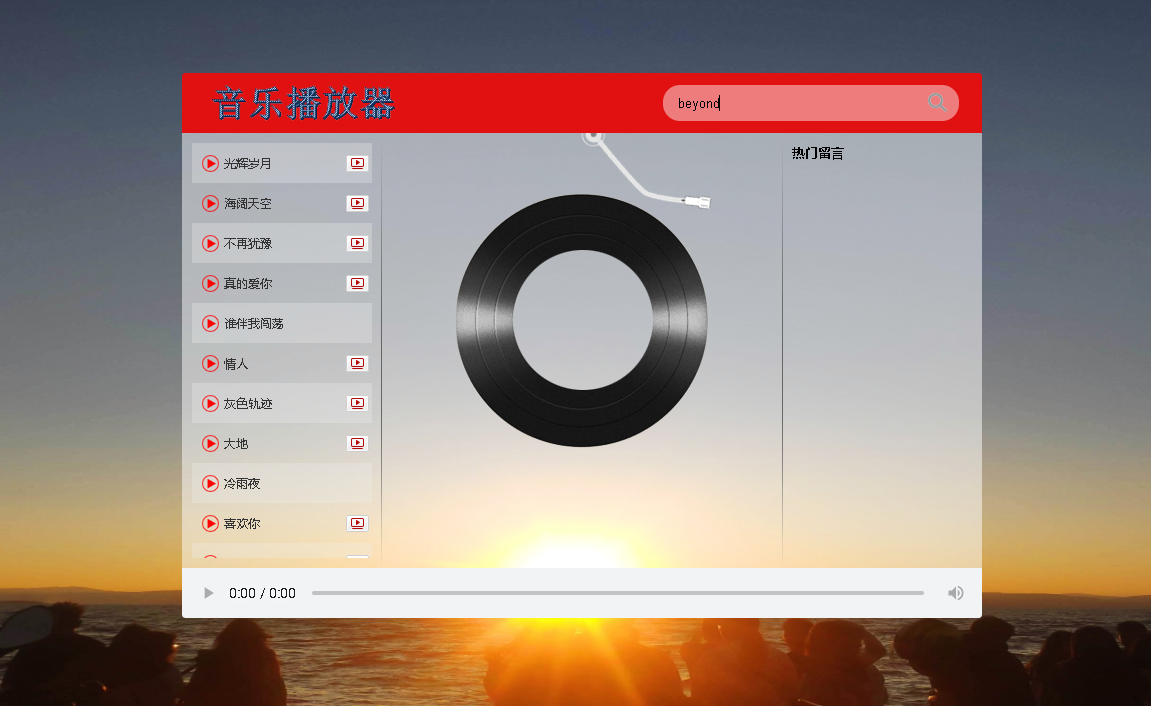 音乐播放器
beyond
光辉岁月
海阔天空
不再犹豫
真的爱你
谁伴我闯荡
情人
灰色轨迹
大地
冷雨夜
喜欢你
热门留言
0:00 / 0:00